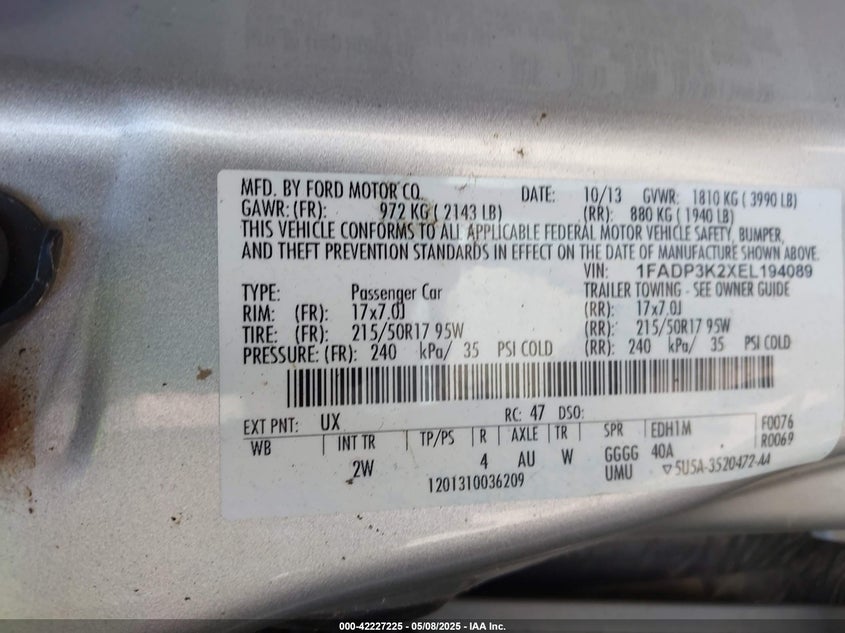 MFD. BY FORD MOTOR CO. DATE: 10/13 GVWR: 1810 KG ( 3990 LB)
GAWR: (FR): 972 KG ( 2143 LB) (RR): 880 KG ( 1940 LB)
THIS VEHICLE CONFORMS TO ALL APPLICABLE FEDERAL MOTOR VEHICLE SAFETY, BUMPER,
AND THEFT PREVENTION STANDARDS IN EFFECT ON THE DATE OF MANUFACTURE SHOWN ABOVE.
VIN: 1FADP3K2XEL194089
TYPE: Passenger Car TRAILER TOWING - SEE OWNER GUIDE
RIM: (FR): 17x7.0J (RR): 17x7.0J
TIRE: (FR): 215/50R17 95W (RR): 215/50R17 95W
PRESSURE: (FR): 240 kPa/ 35 PSI COLD (RR): 240 kPa/ 35 PSI COLD
EXT PNT: UX RC: 47 DSO:
WB INT TR TP/PS R AXLE TR SPR EDH1M F0076
2W 4 AU W GGGG 40A R0069
1201310036209 UMU ▽5U5A-3520472-AA
000-42227225 - 05/08/2025 - IAA Inc.